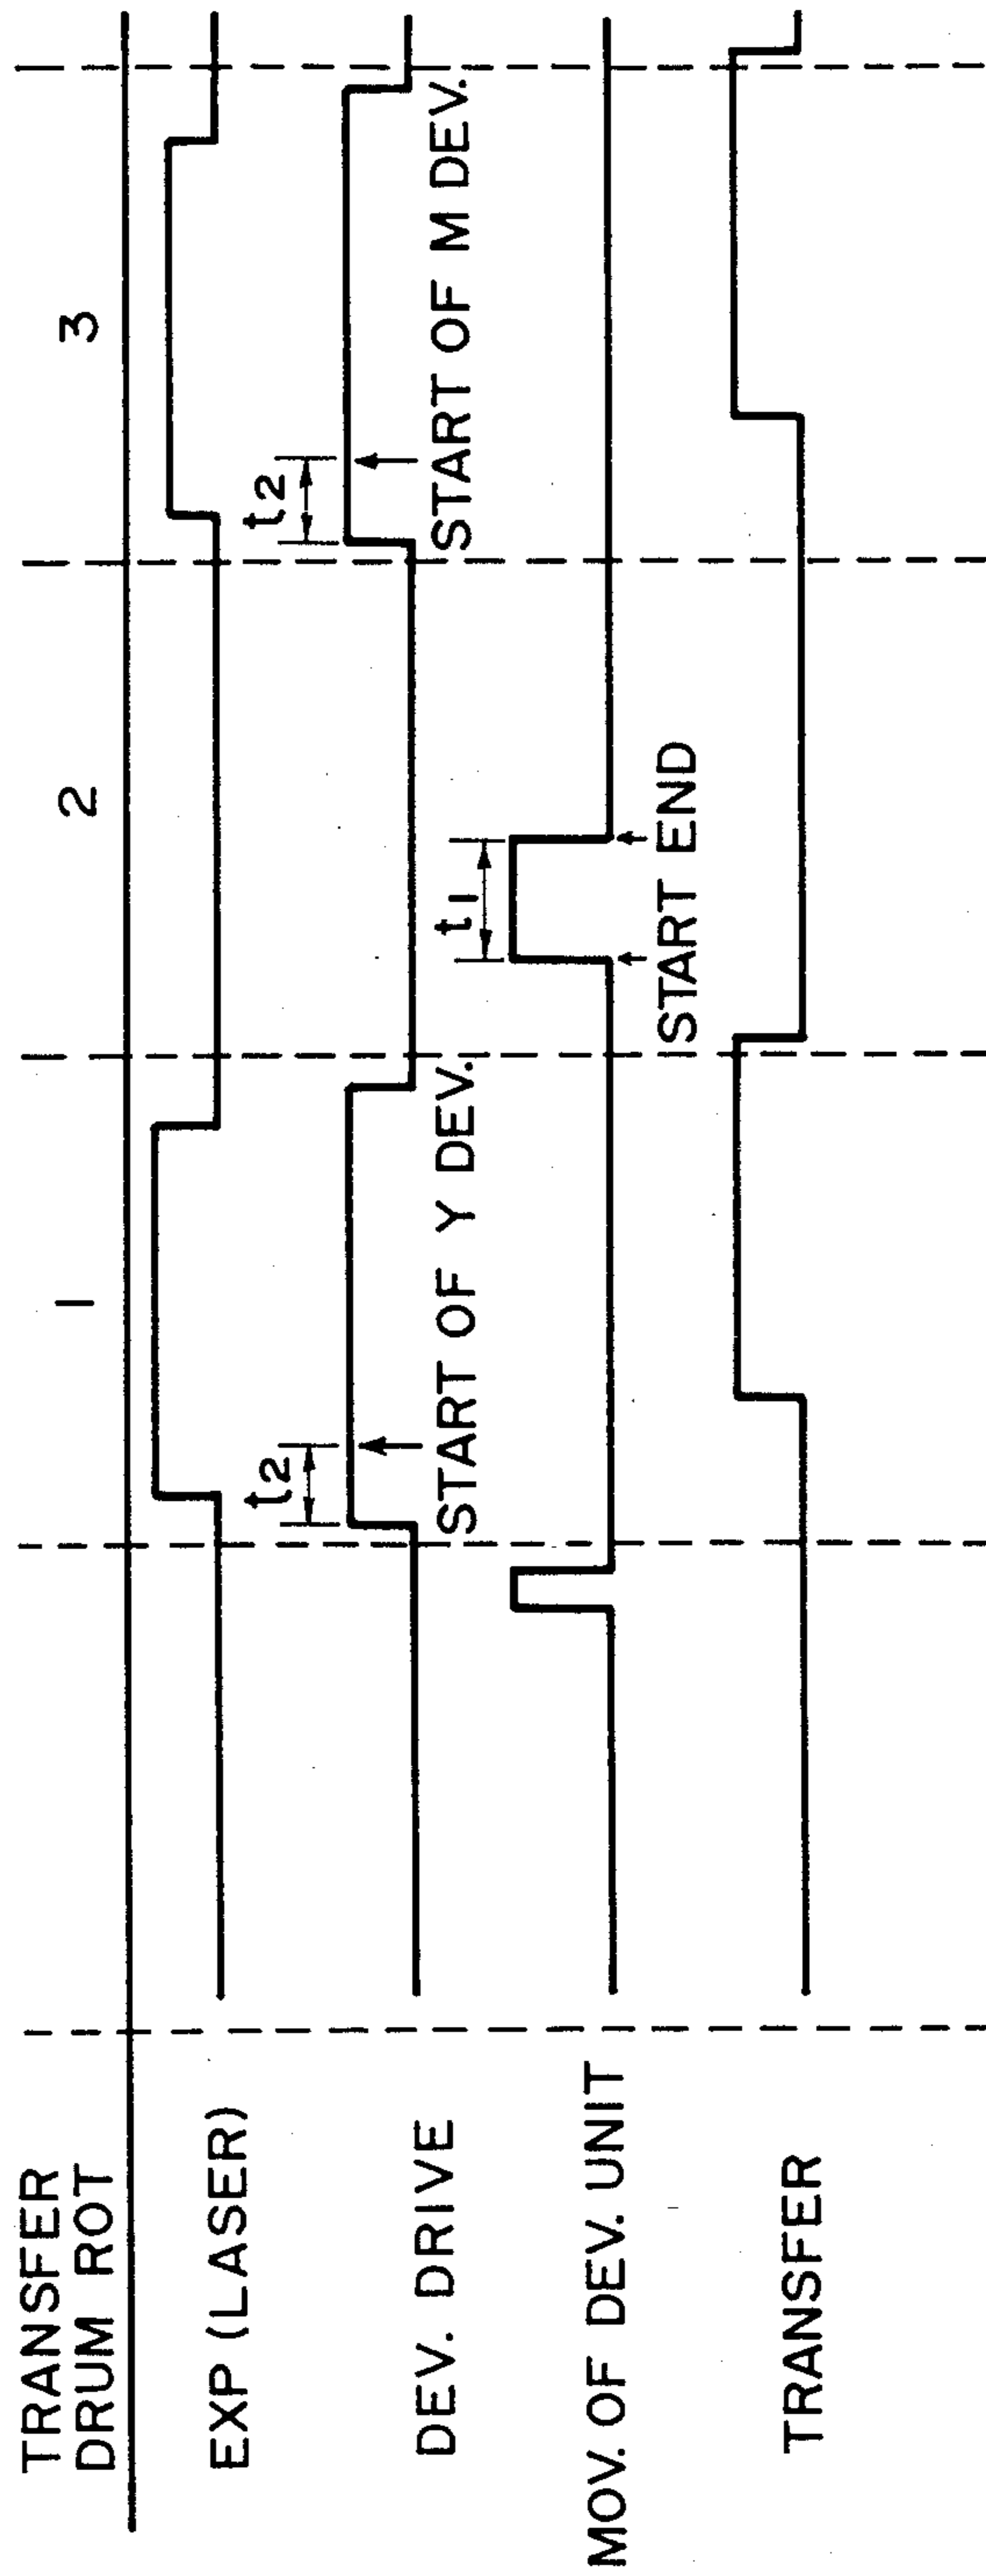 TRANSFER
DRUM ROT
1 2 3
EXP (LASER)
t2 t2
DEV. DRIVE
START OF Y DEV. START OF M DEV.
t1
MOV. OF DEV. UNIT
START END
TRANSFER